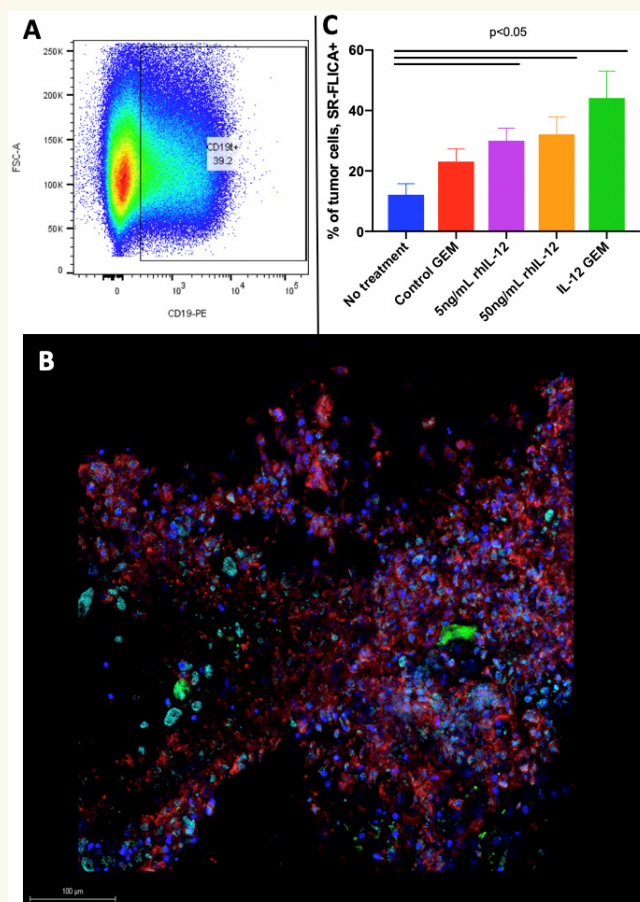 A
250K
200K
150K
100K
50K
0
FSC-A
CD19t+
39.2
0
10³
10⁴
10⁵
CD19-PE
C
p<0.05
60
40
20
0
% of tumor cells, SR-FLICA+
No treatment
Control GEM
5ng/mL rhIL-12
50ng/mL rhIL-12
IL-12 GEM
B
100 µm